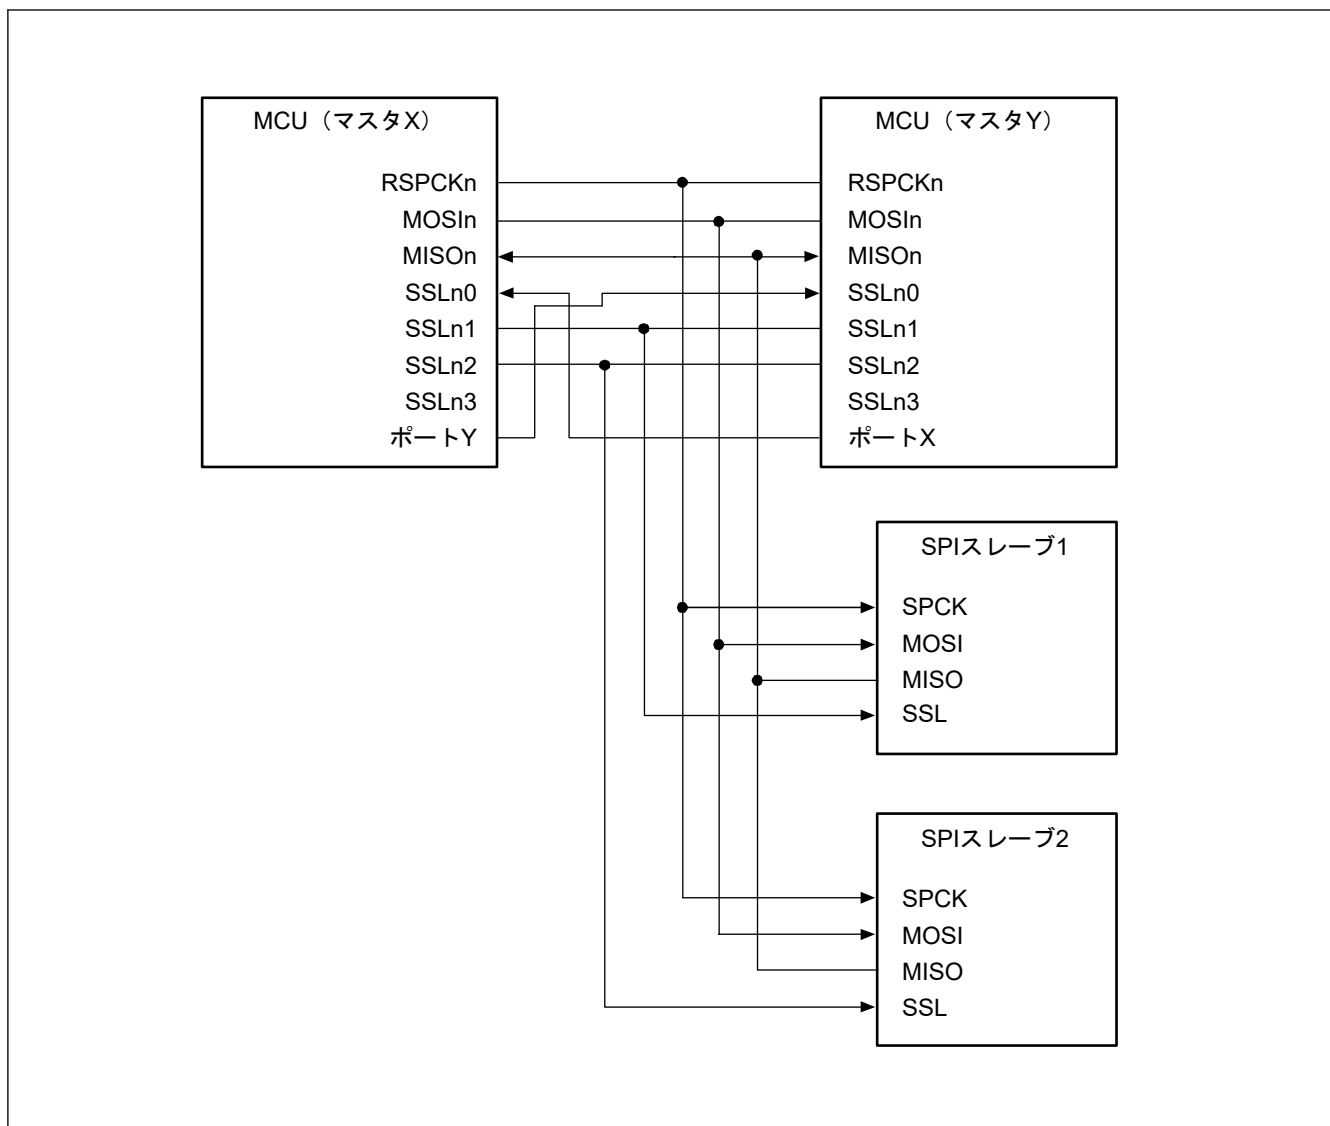 MCU（マスタX）
RSPCKn
MOSIn
MISOn
SSLn0
SSLn1
SSLn2
SSLn3
ポートY
MCU（マスタY）
RSPCKn
MOSIn
MISOn
SSLn0
SSLn1
SSLn2
SSLn3
ポートX
SPIスレーブ1
SPCK
MOSI
MISO
SSL
SPIスレーブ2
SPCK
MOSI
MISO
SSL